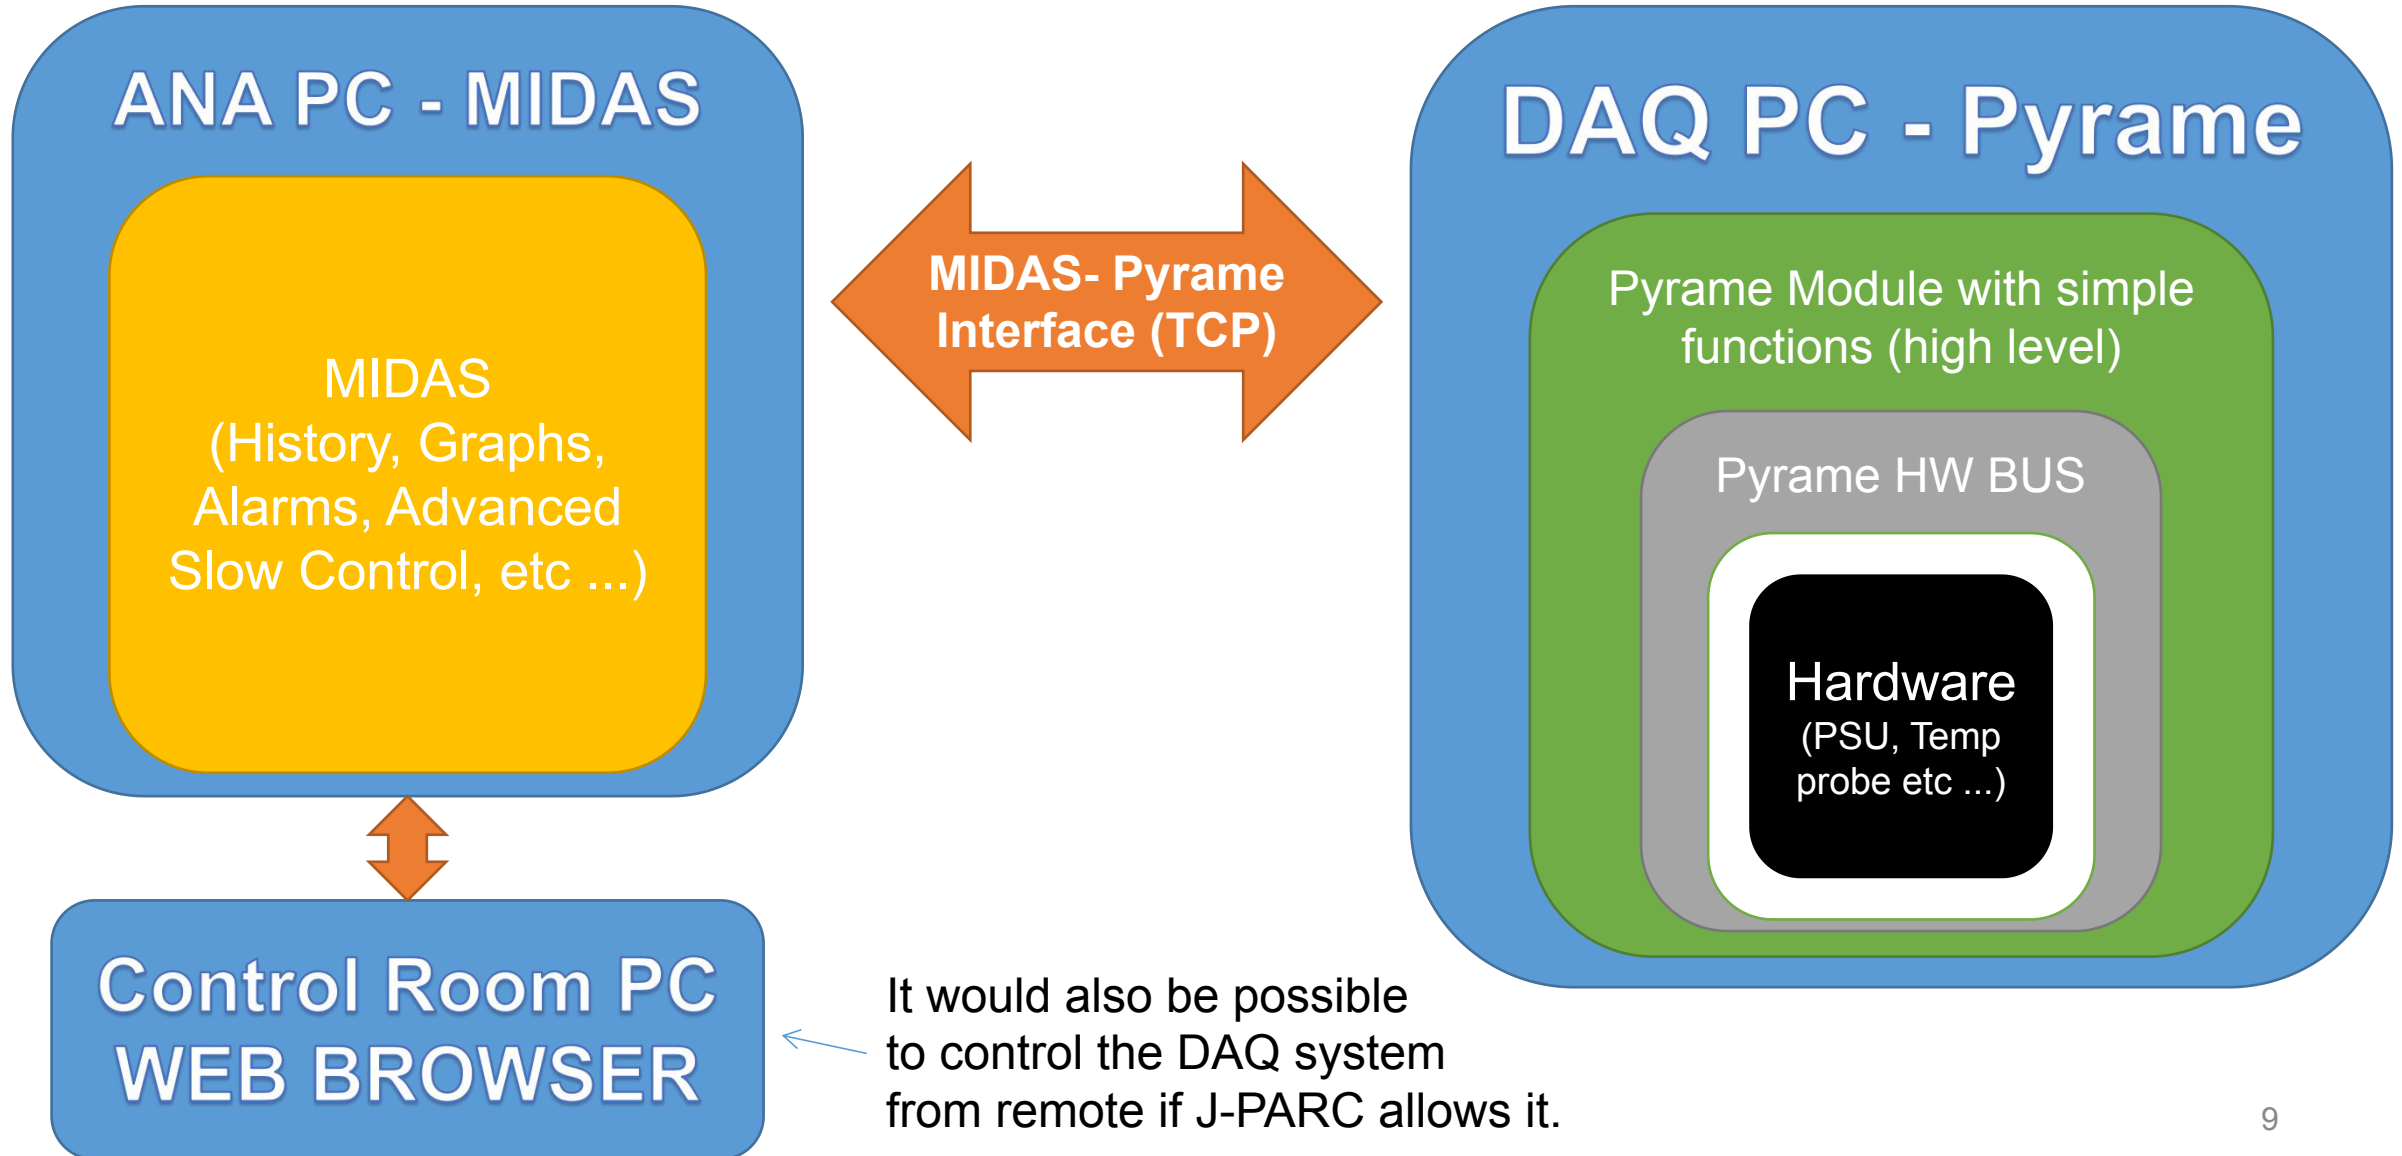 ANA PC - MIDAS
MIDAS
(History, Graphs,
Alarms, Advanced
Slow Control, etc ...)
MIDAS- Pyrame
Interface (TCP)
DAQ PC - Pyrame
Pyrame Module with simple
functions (high level)
Pyrame HW BUS
Hardware
(PSU, Temp
probe etc ...)
Control Room PC
WEB BROWSER
It would also be possible
to control the DAQ system
from remote if J-PARC allows it.
9